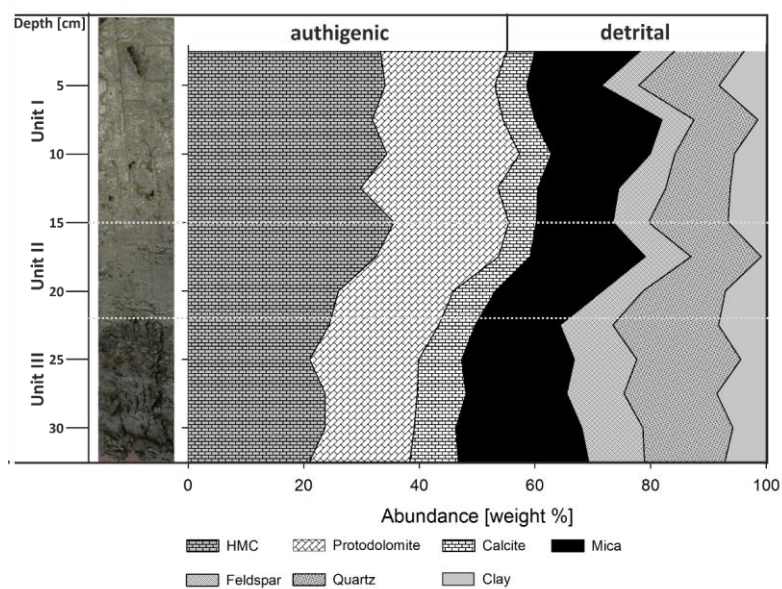 Depth [cm] authigenic detrital
Unit I
5
10
15
Unit II
20
Unit III
25
30
0 20 40 60 80 100
Abundance [weight %]
HMC Protodolomite Calcite Mica
Feldspar Quartz Clay